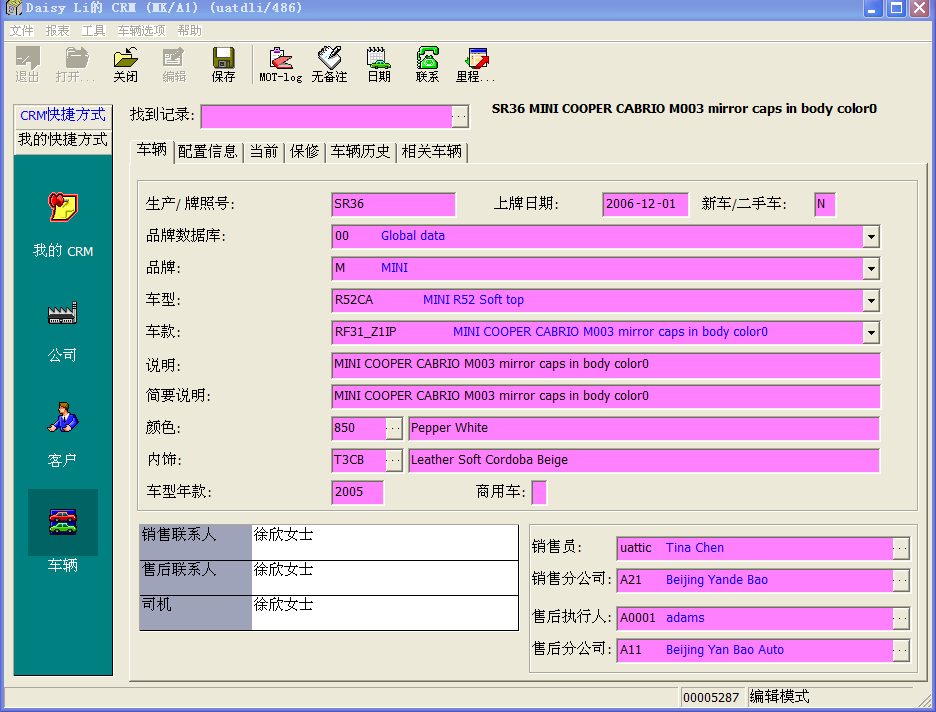 Daisy Li的 CRM (MK/A1) (uatdli/486)
文件 报表 工具 车辆选项 帮助
退出 打开... 关闭 编辑 保存 MOT-log 无备注 日期 联系 里程...
CRM快捷方式
我的快捷方式
我的 CRM
公司
客户
车辆
找到记录: ...
SR36 MINI COOPER CABRIO M003 mirror caps in body color0
车辆 配置信息 当前 保修 车辆历史 相关车辆
生产/牌照号: SR36 上牌日期: 2006-12-01 新车/二手车: N
品牌数据库: 00 Global data
品牌: M MINI
车型: R52CA MINI R52 Soft top
车款: RF31_Z1IP MINI COOPER CABRIO M003 mirror caps in body color0
说明: MINI COOPER CABRIO M003 mirror caps in body color0
简要说明: MINI COOPER CABRIO M003 mirror caps in body color0
颜色: 850 ... Pepper White
内饰: T3CB ... Leather Soft Cordoba Beige
车型年款: 2005 商用车:
销售联系人 徐欣女士
售后联系人 徐欣女士
司机 徐欣女士
销售员: uattic Tina Chen ...
销售分公司: A21 Beijing Yande Bao ...
售后执行人: A0001 adams ...
售后分公司: A11 Beijing Yan Bao Auto ...
00005287 编辑模式